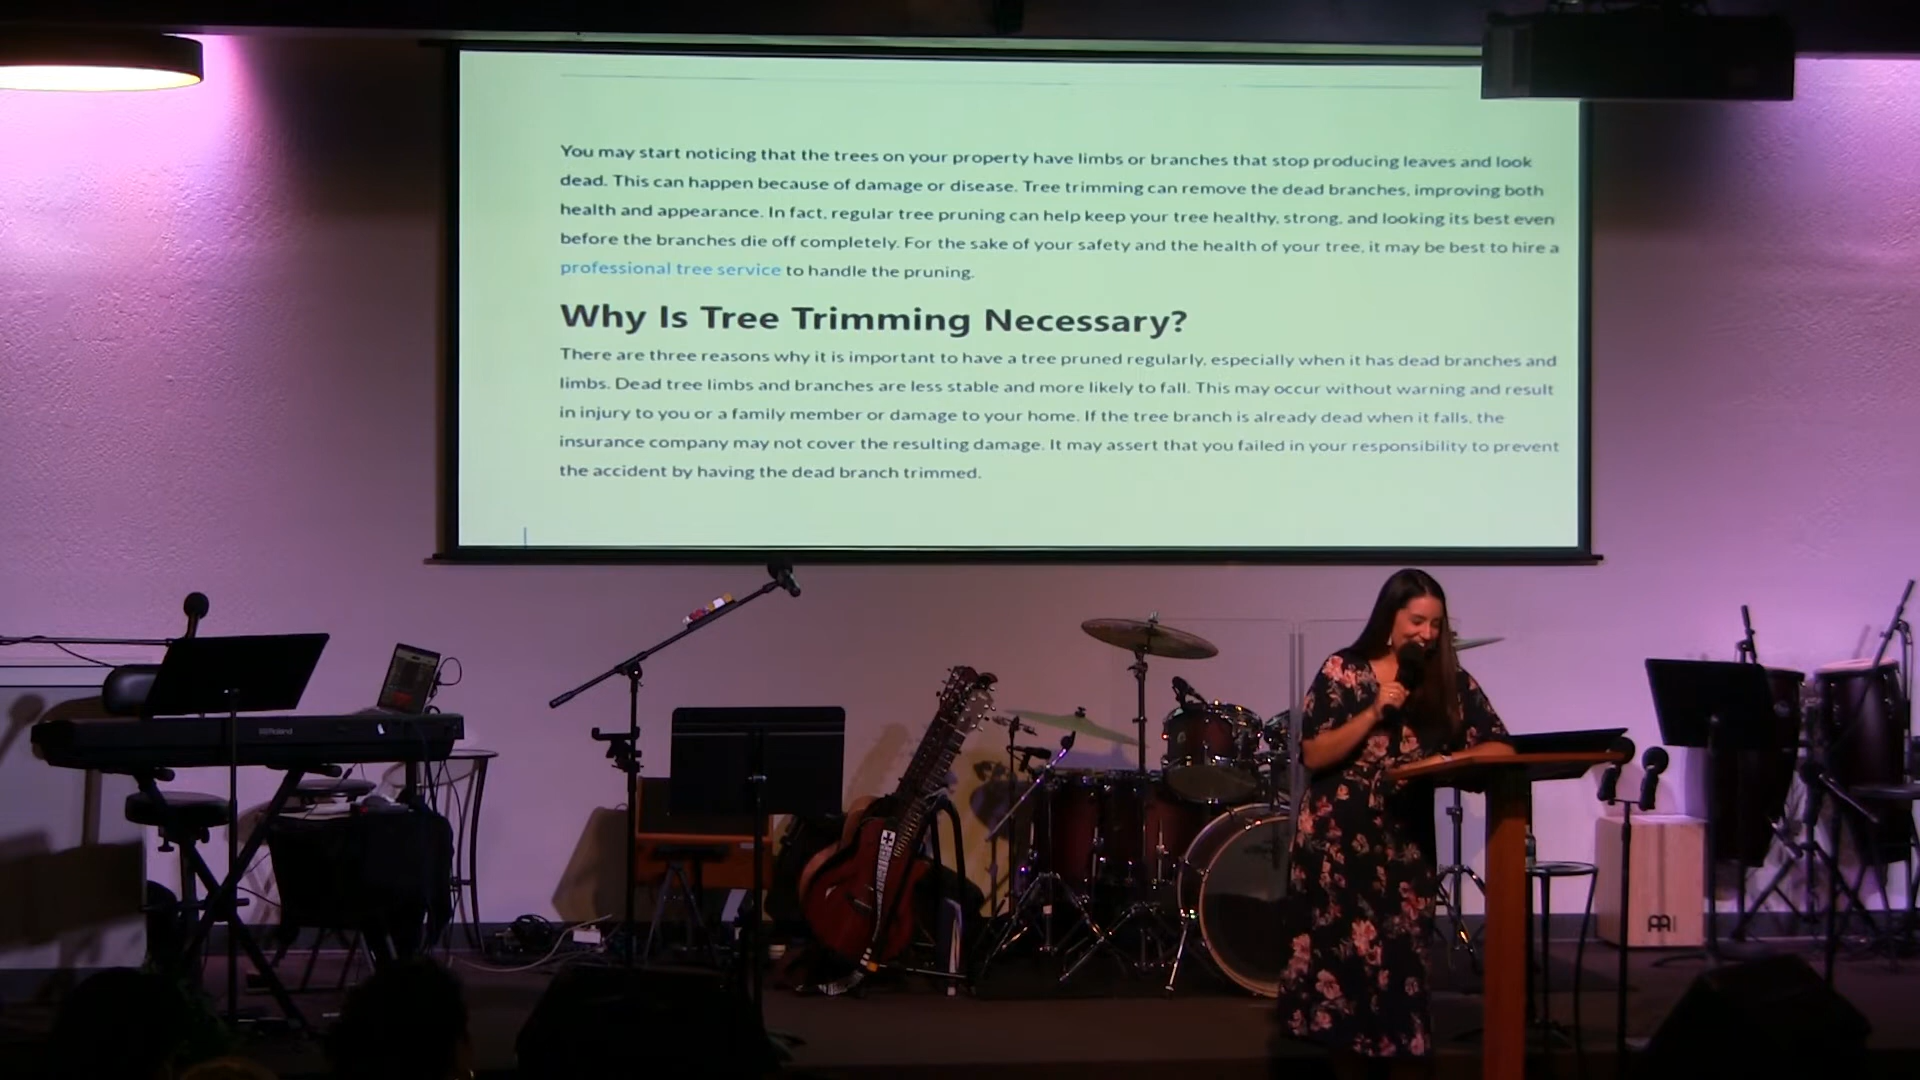 You may start noticing that the trees on your property have limbs or branches that stop producing leaves and look
dead. This can happen because of damage or disease. Tree trimming can remove the dead branches, improving both
health and appearance. In fact, regular tree pruning can help keep your tree healthy, strong, and looking its best even
before the branches die off completely. For the sake of your safety and the health of your tree, it may be best to hire a
professional tree service to handle the pruning.
Why Is Tree Trimming Necessary?
There are three reasons why it is important to have a tree pruned regularly, especially when it has dead branches and
limbs. Dead tree limbs and branches are less stable and more likely to fall. This may occur without warning and result
in injury to you or a family member or damage to your home. If the tree branch is already dead when it falls, the
insurance company may not cover the resulting damage. It may assert that you failed in your responsibility to prevent
the accident by having the dead branch trimmed.
Roland